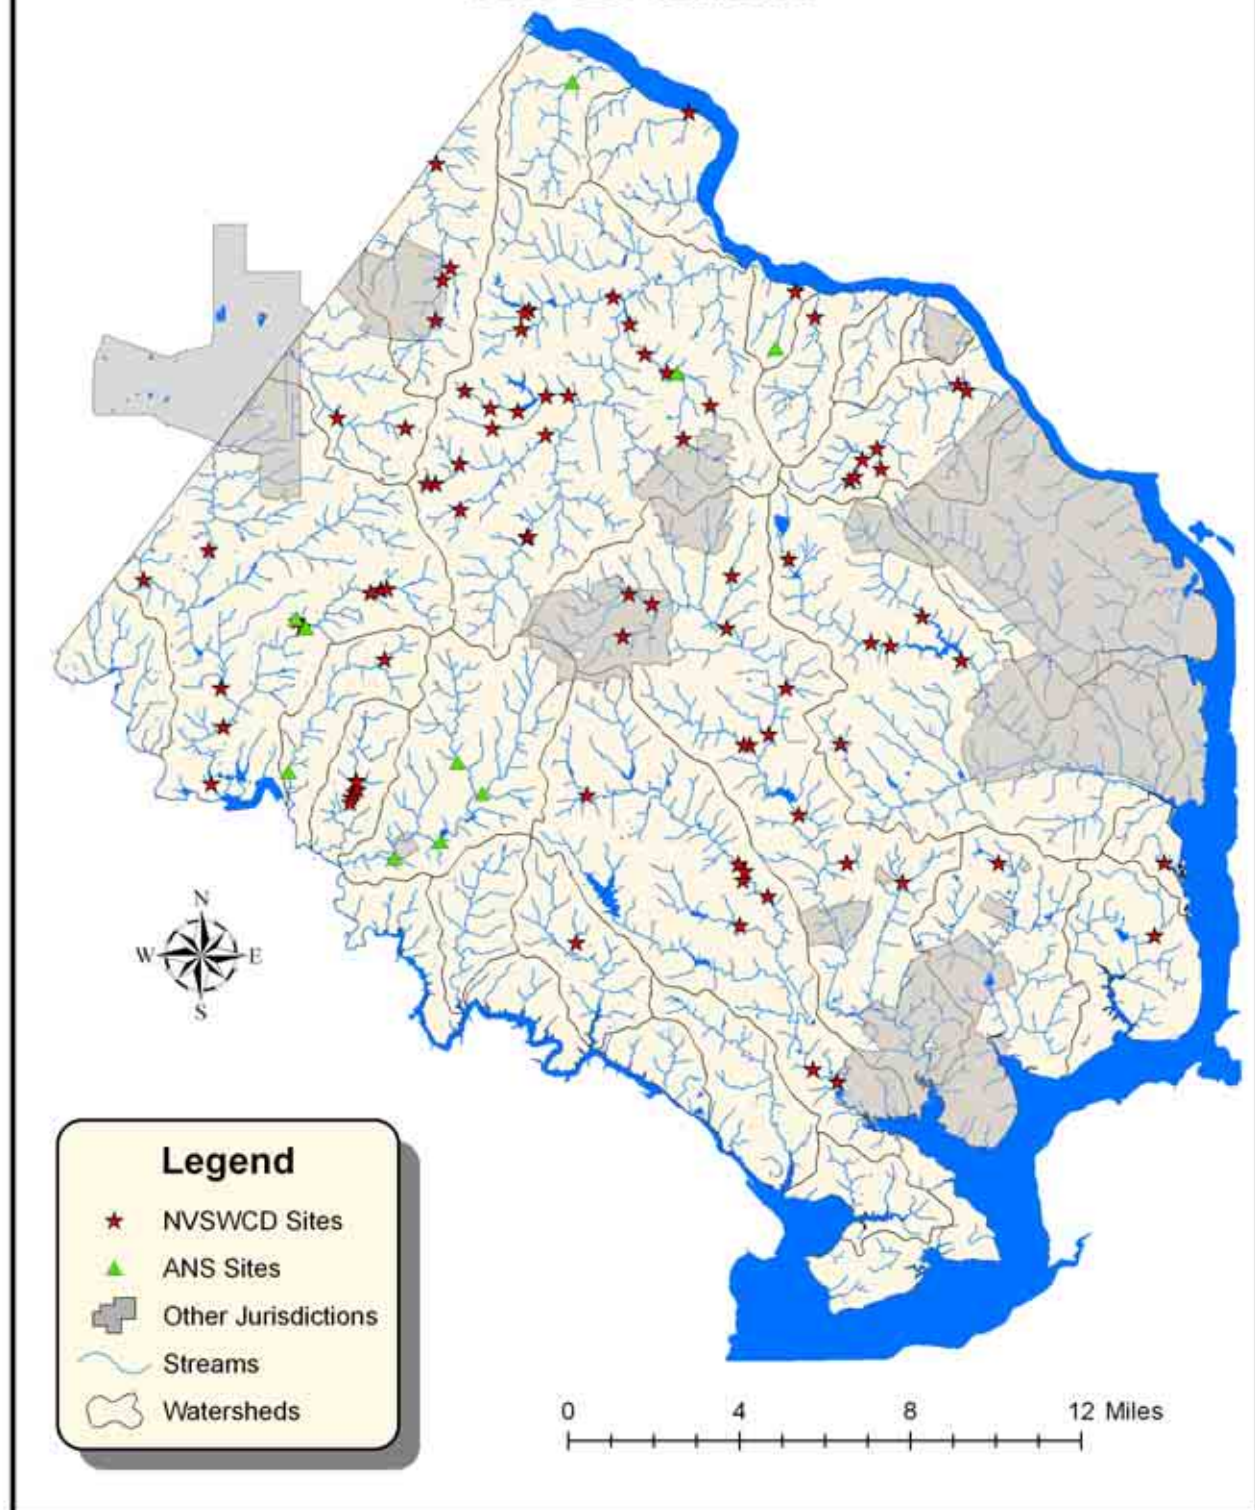 N
W E
S
Legend
NVSWCD Sites
ANS Sites
Other Jurisdictions
Streams
Watersheds
0 4 8 12 Miles